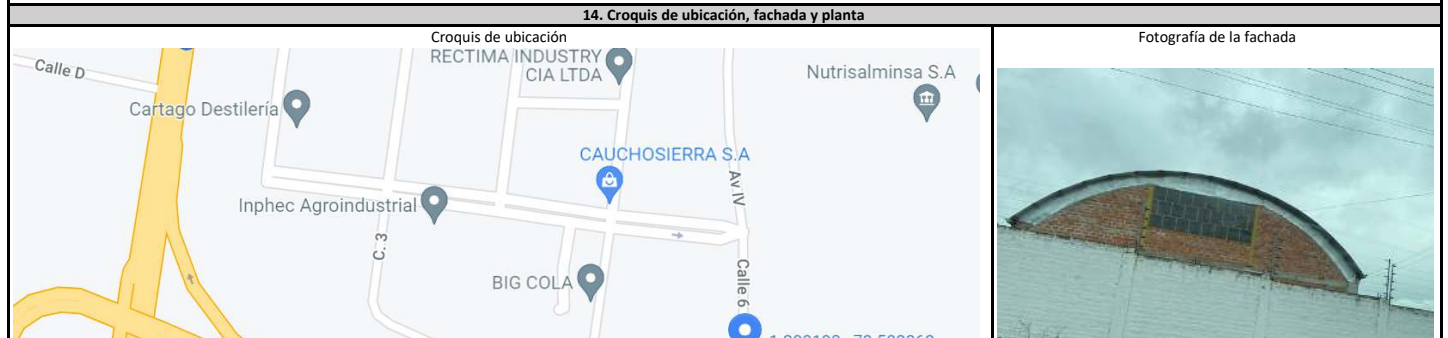 14. Croquis de ubicación, fachada y planta
Croquis de ubicación
Fotografía de la fachada
Calle D
RECTIMA INDUSTRY
CIA LTDA
Nutrisalminsa S.A
Cartago Destilería
CAUCHOSIERRA S.A
Av IV
Inphec Agroindustrial
C. 3
BIG COLA
Calle 6